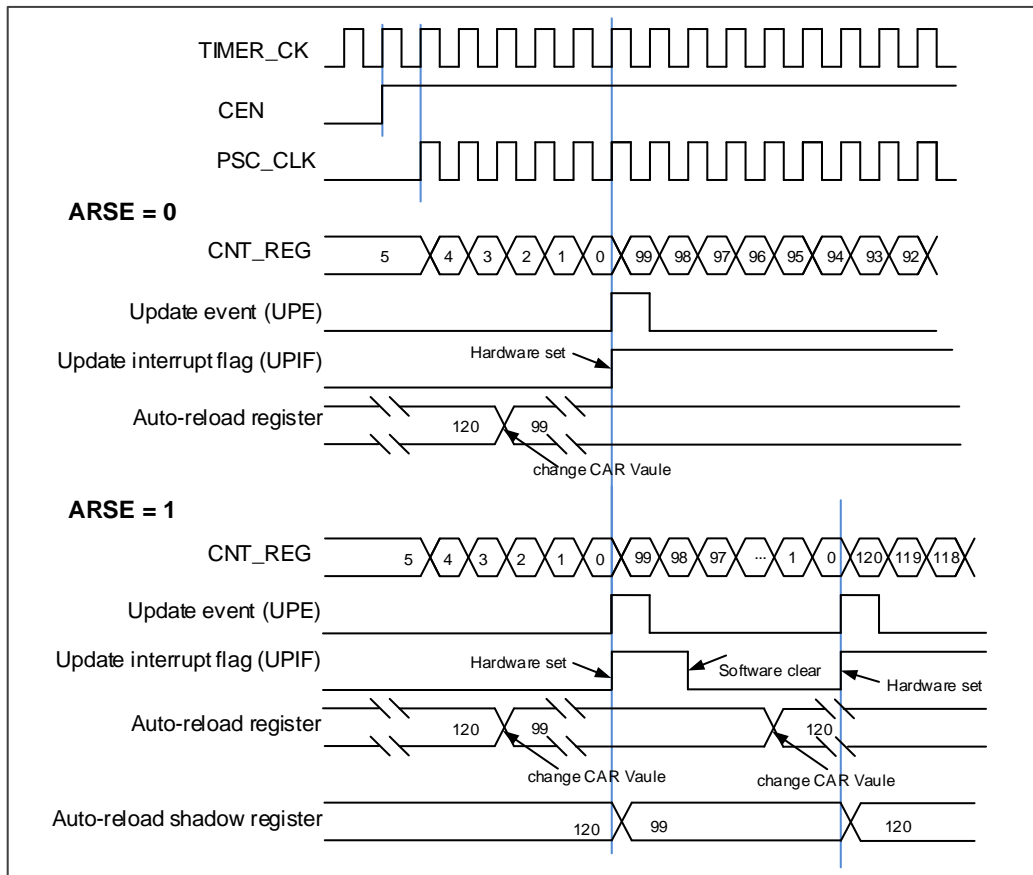 TIMER_CK
CEN
PSC_CLK
ARSE = 0
CNT_REG 5 4 3 2 1 0 99 98 97 96 95 94 93 92
Update event (UPE)
Update interrupt flag (UPIF) Hardware set
Auto-reload register 120 99
change CAR Vaule
ARSE = 1
CNT_REG 5 4 3 2 1 0 99 98 97 ... 1 0 120 119 118
Update event (UPE)
Update interrupt flag (UPIF) Hardware set Software clear Hardware set
Auto-reload register 120 99 120
change CAR Vaule change CAR Vaule
Auto-reload shadow register 120 99 120